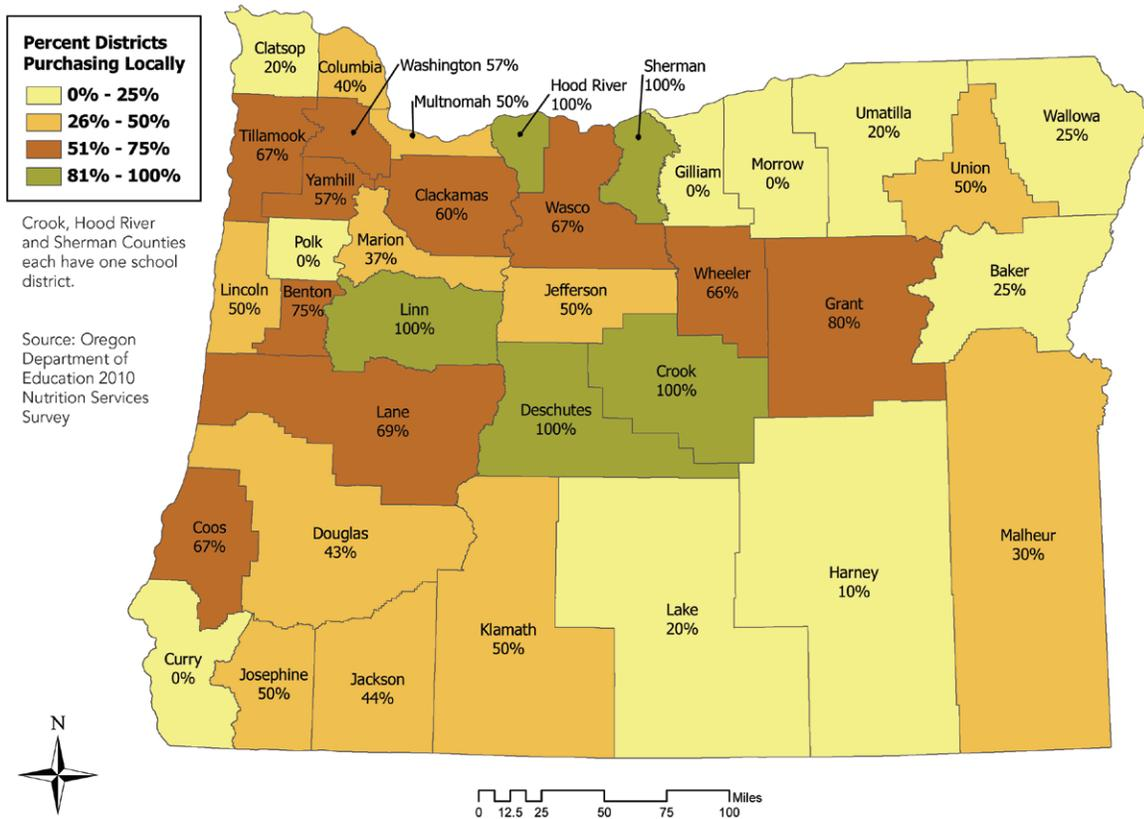 Percent Districts
Purchasing Locally
0% - 25%
26% - 50%
51% - 75%
81% - 100%
Crook, Hood River
and Sherman Counties
each have one school
district.
Source: Oregon
Department of
Education 2010
Nutrition Services
Survey
Clatsop
20%
Columbia
40%
Washington 57%
Multnomah 50%
Hood River
100%
Sherman
100%
Tillamook
67%
Yamhill
57%
Clackamas
60%
Wasco
67%
Gilliam
0%
Morrow
0%
Umatilla
20%
Union
50%
Wallowa
25%
Polk
0%
Marion
37%
Lincoln
50%
Benton
75%
Linn
100%
Jefferson
50%
Wheeler
66%
Grant
80%
Baker
25%
Crook
100%
Deschutes
100%
Lane
69%
Coos
67%
Douglas
43%
Malheur
30%
Harney
10%
Lake
20%
Klamath
50%
Curry
0%
Josephine
50%
Jackson
44%
N
Miles
0 12.5 25 50 75 100